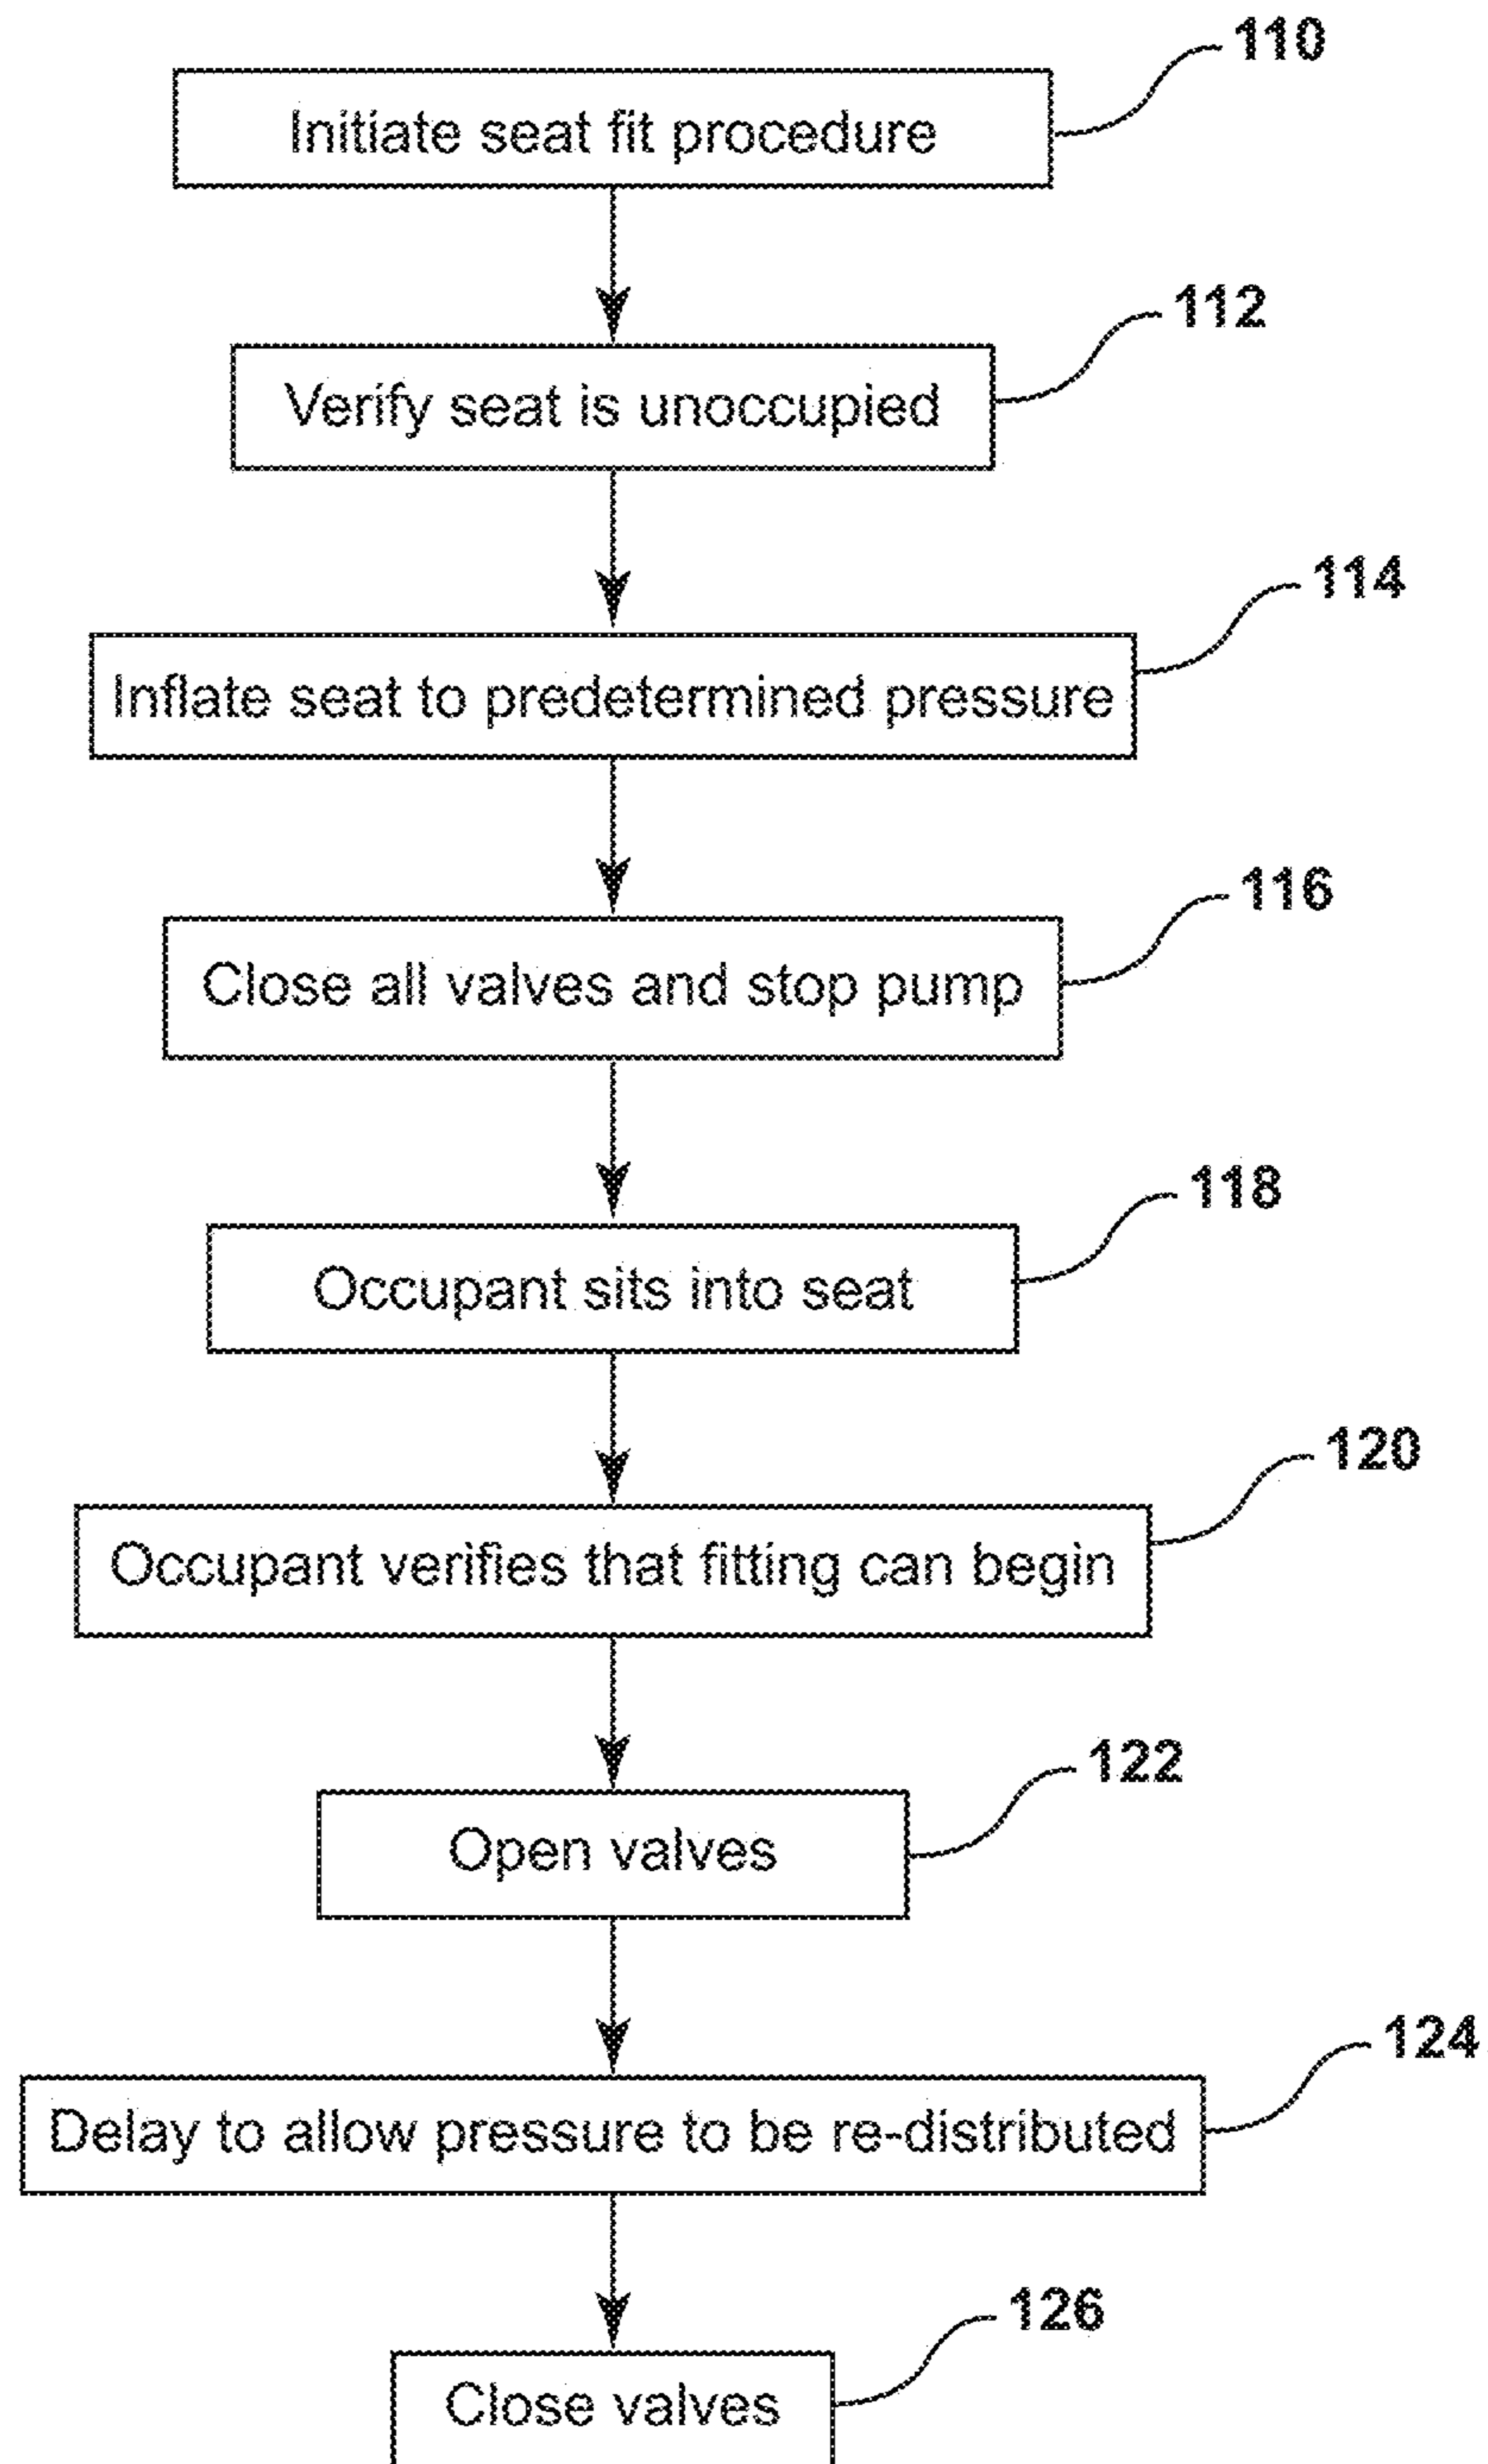 110
Initiate seat fit procedure
112
Verify seat is unoccupied
114
Inflate seat to predetermined pressure
116
Close all valves and stop pump
118
Occupant sits into seat
120
Occupant verifies that fitting can begin
122
Open valves
124
Delay to allow pressure to be re-distributed
126
Close valves